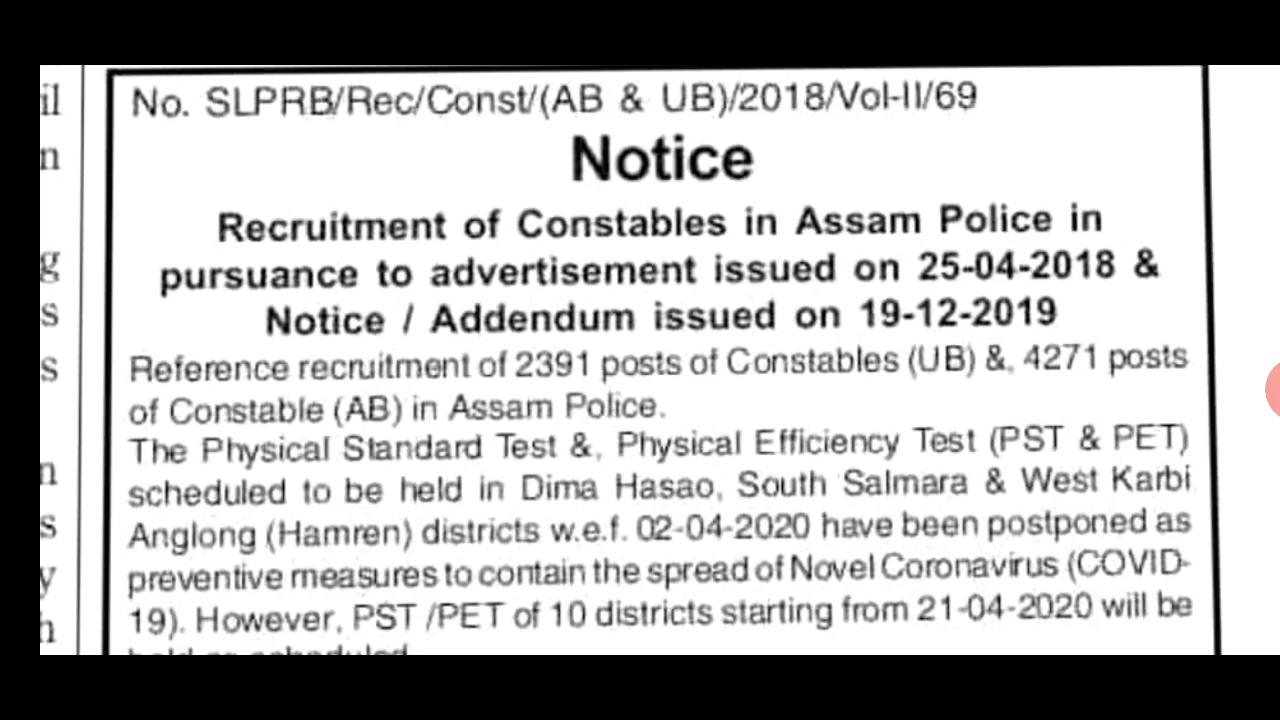 il
n
g
s
s
n
s
y
h
No. SLPRB/Rec/Const/(AB & UB)/2018/Vol-II/69
Notice
Recruitment of Constables in Assam Police in
pursuance to advertisement issued on 25-04-2018 &
Notice / Addendum issued on 19-12-2019
Reference recruitment of 2391 posts of Constables (UB) &, 4271 posts
of Constable (AB) in Assam Police.
The Physical Standard Test &, Physical Efficiency Test (PST & PET)
scheduled to be held in Dima Hasao, South Salmara & West Karbi
Anglong (Hamren) districts w.e.f. 02-04-2020 have been postponed as
preventive measures to contain the spread of Novel Coronavirus (COVID-
19). However, PST /PET of 10 districts starting from 21-04-2020 will be